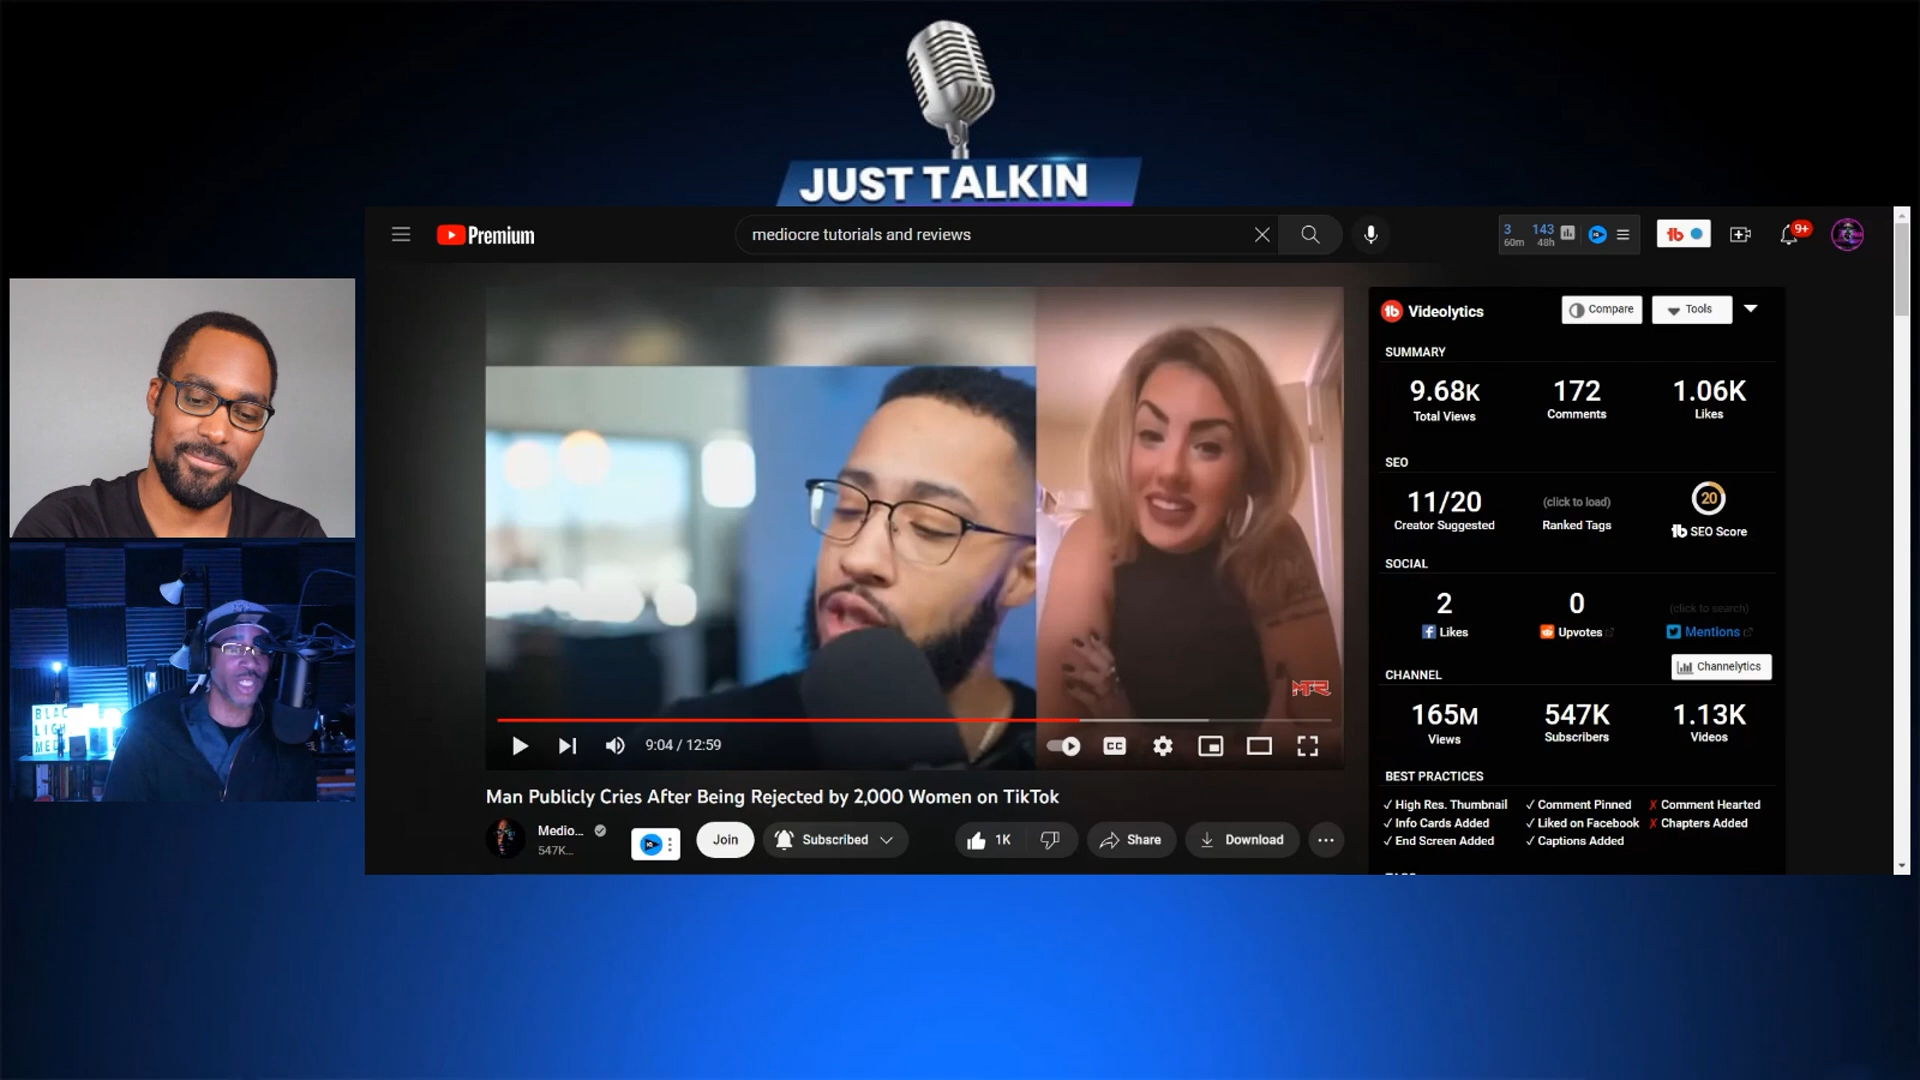 JUST TALKIN
Premium
mediocre tutorials and reviews
3
60m
143
48h
9+
Videolytics
Compare
Tools
SUMMARY
9.68K
Total Views
172
Comments
1.06K
Likes
SEO
11/20
Creator Suggested
(click to load)
Ranked Tags
20
SEO Score
SOCIAL
2
Likes
0
Upvotes
(click to search)
Mentions
Channelytics
CHANNEL
165M
Views
547K
Subscribers
1.13K
Videos
BEST PRACTICES
✓ High Res. Thumbnail
✓ Comment Pinned
✗ Comment Hearted
✓ Info Cards Added
✓ Liked on Facebook
✗ Chapters Added
✓ End Screen Added
✓ Captions Added
MTR
9:04 / 12:59
CC
Man Publicly Cries After Being Rejected by 2,000 Women on TikTok
Medio...
547K...
Join
Subscribed
1K
Share
Download